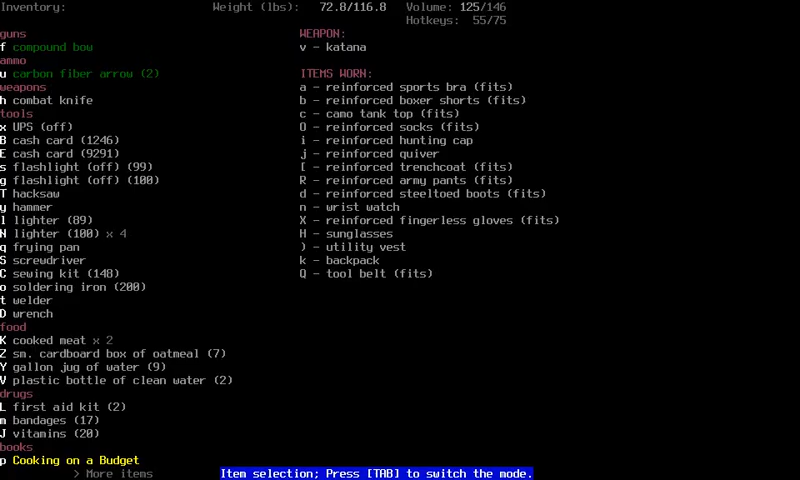 Inventory: Weight (lbs): 72.8/116.8 Volume: 125/146
Hotkeys: 55/75
guns
f compound bow
ammo
u carbon fiber arrow (2)
weapons
h combat knife
tools
x UPS (off)
B cash card (1246)
E cash card (9291)
s flashlight (off) (99)
g flashlight (off) (100)
T hacksaw
y hammer
l lighter (89)
N lighter (100) x 4
q frying pan
S screwdriver
C sewing kit (148)
o soldering iron (200)
t welder
D wrench
food
K cooked meat x 2
Z sm. cardboard box of oatmeal (7)
Y gallon jug of water (9)
V plastic bottle of clean water (2)
drugs
L first aid kit (2)
m bandages (17)
J vitamins (20)
books
p Cooking on a Budget
> More items
WEAPON:
v - katana
ITEMS WORN:
a - reinforced sports bra (fits)
b - reinforced boxer shorts (fits)
c - camo tank top (fits)
O - reinforced socks (fits)
i - reinforced hunting cap
j - reinforced quiver
[ - reinforced trenchcoat (fits)
R - reinforced army pants (fits)
d - reinforced steeltoed boots (fits)
n - wrist watch
X - reinforced fingerless gloves (fits)
H - sunglasses
) - utility vest
k - backpack
Q - tool belt (fits)
Item selection; Press [TAB] to switch the mode.